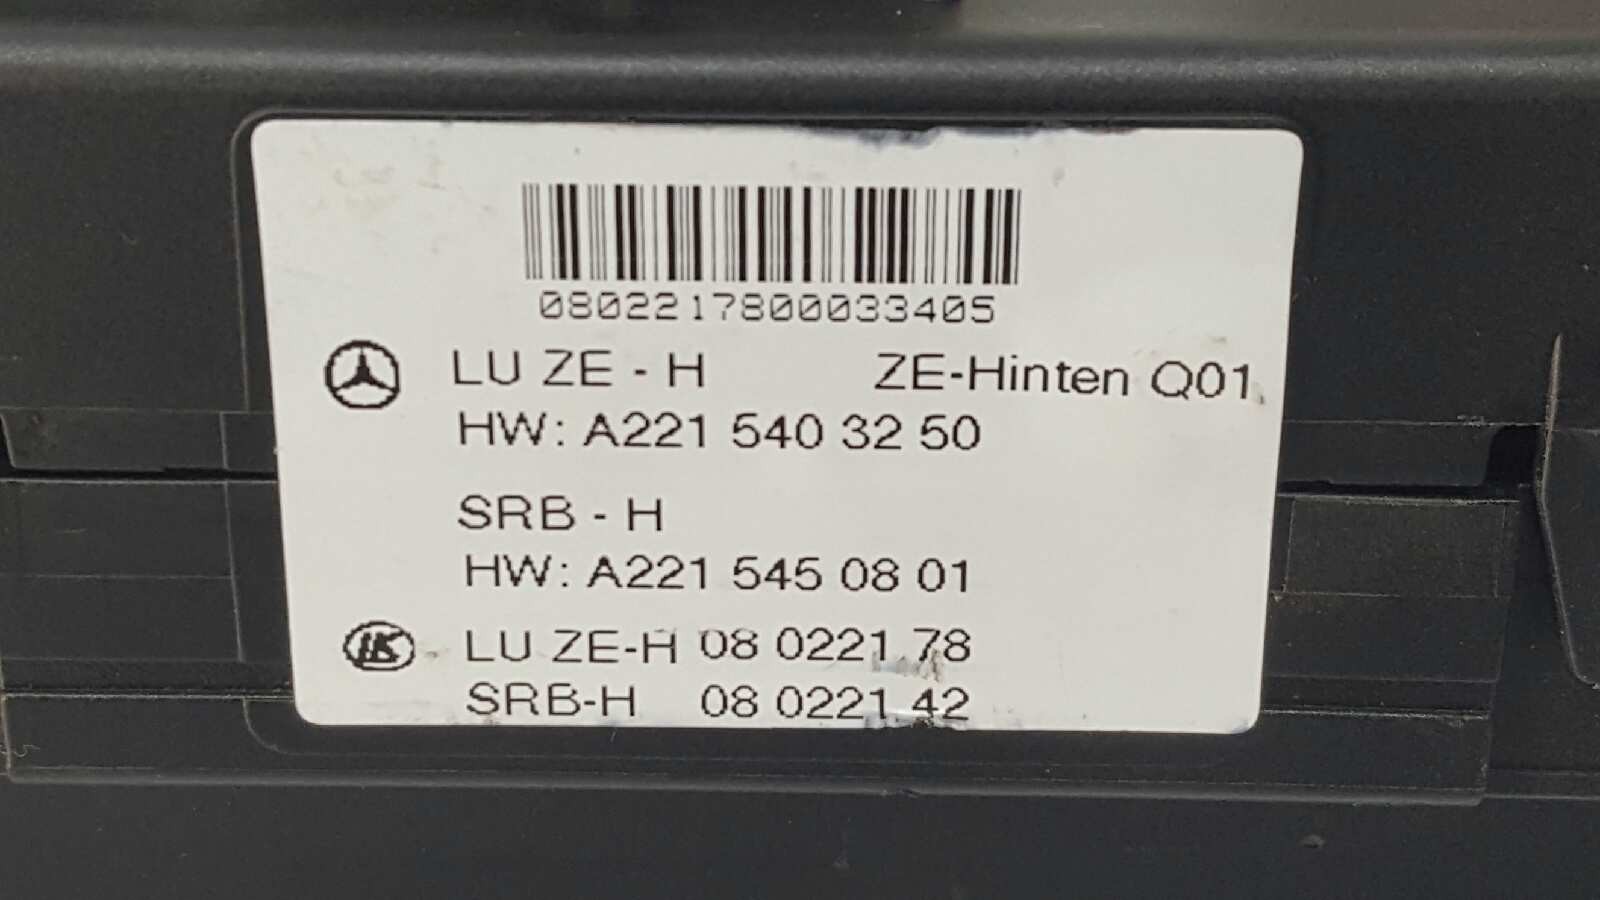 0802217800033405
LU ZE - H ZE-Hinten Q01
HW: A221 540 32 50
SRB - H
HW: A221 545 08 01
LK LU ZE-H 08 0221 78
SRB-H 08 0221 42